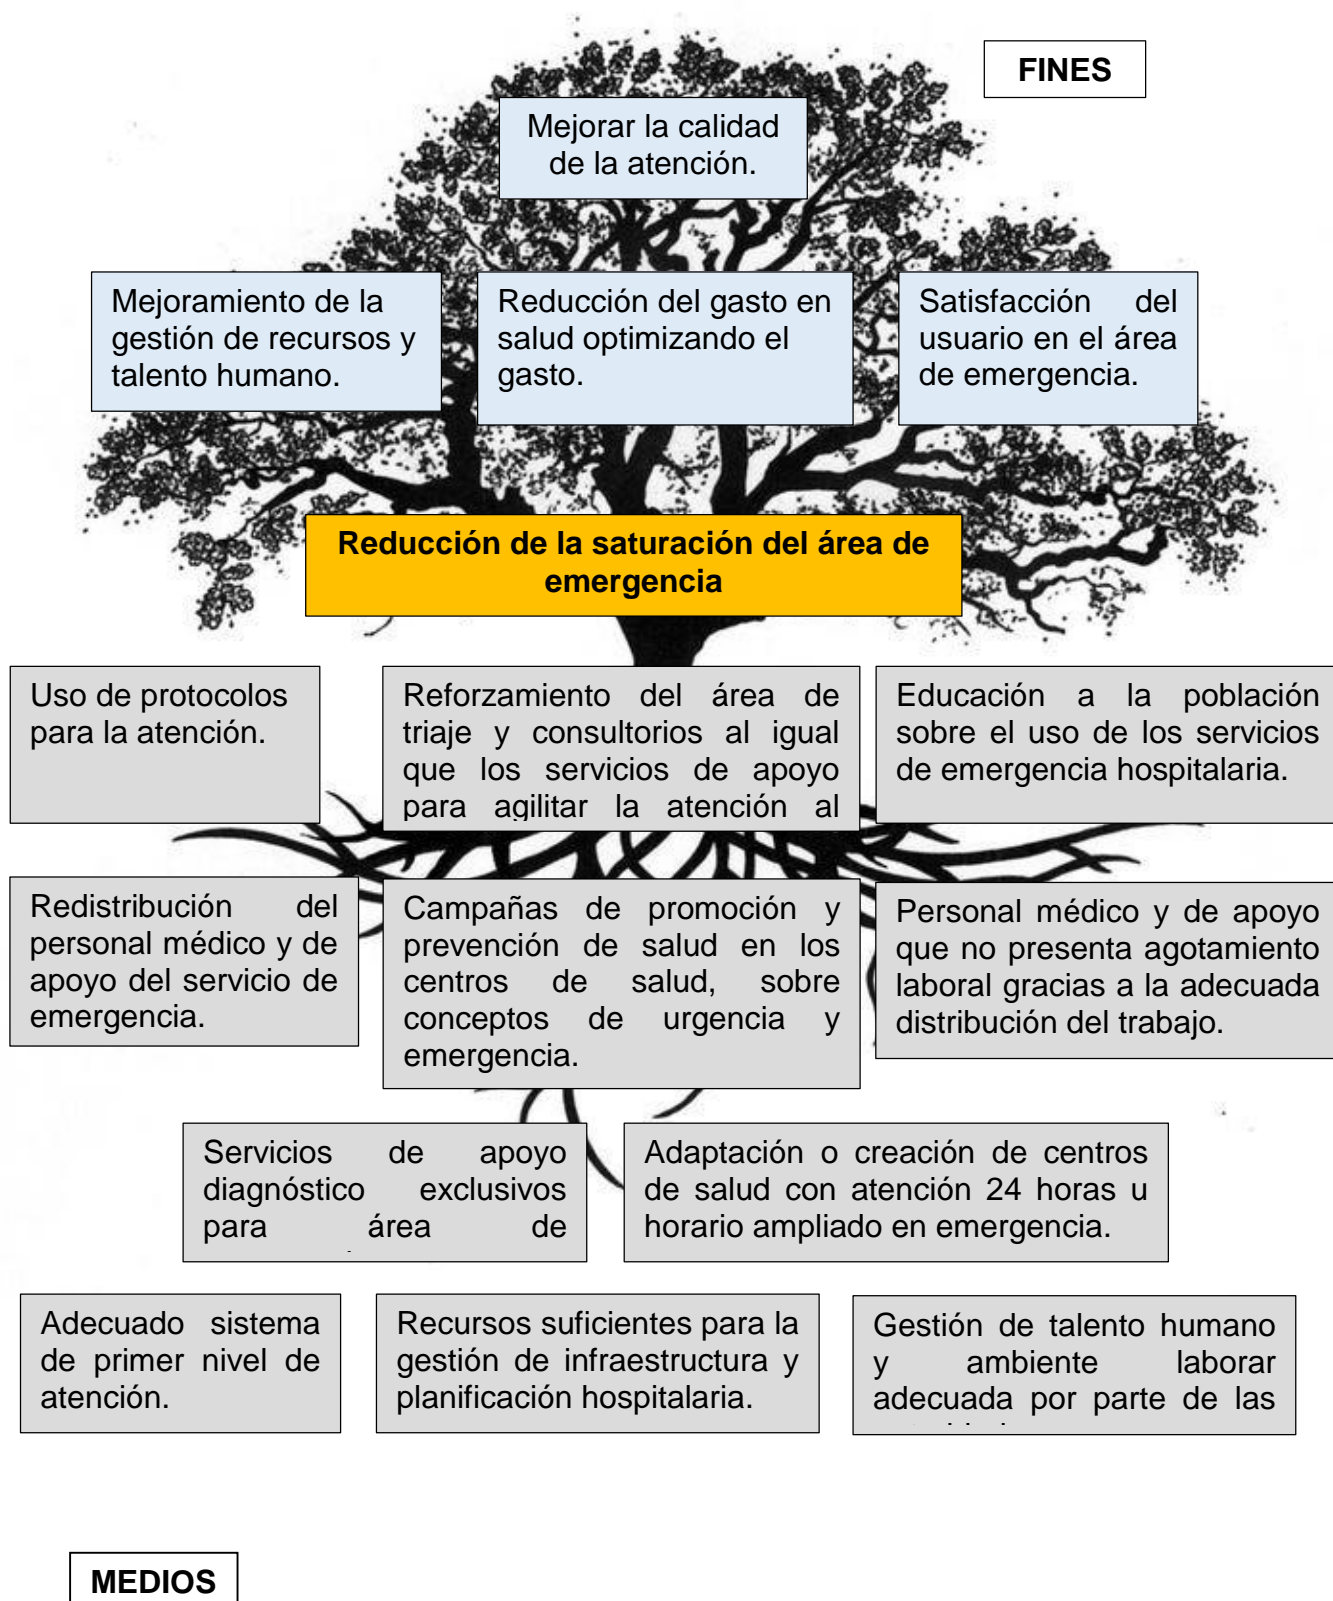 FINES
Mejorar la calidad
de la atención.
Mejoramiento de la
gestión de recursos y
talento humano.
Reducción del gasto en
salud optimizando el
gasto.
Satisfacción del
usuario en el área
de emergencia.
Reducción de la saturación del área de
emergencia
Uso de protocolos
para la atención.
Reforzamiento del área de
triaje y consultorios al igual
que los servicios de apoyo
para agilitar la atención al
Educación a la población
sobre el uso de los servicios
de emergencia hospitalaria.
Redistribución del
personal médico y de
apoyo del servicio de
emergencia.
Campañas de promoción y
prevención de salud en los
centros de salud, sobre
conceptos de urgencia y
emergencia.
Personal médico y de apoyo
que no presenta agotamiento
laboral gracias a la adecuada
distribución del trabajo.
Servicios de apoyo
diagnóstico exclusivos
para área de
Adaptación o creación de centros
de salud con atención 24 horas u
horario ampliado en emergencia.
Adecuado sistema
de primer nivel de
atención.
Recursos suficientes para la
gestión de infraestructura y
planificación hospitalaria.
Gestión de talento humano
y ambiente laborar
adecuada por parte de las
MEDIOS